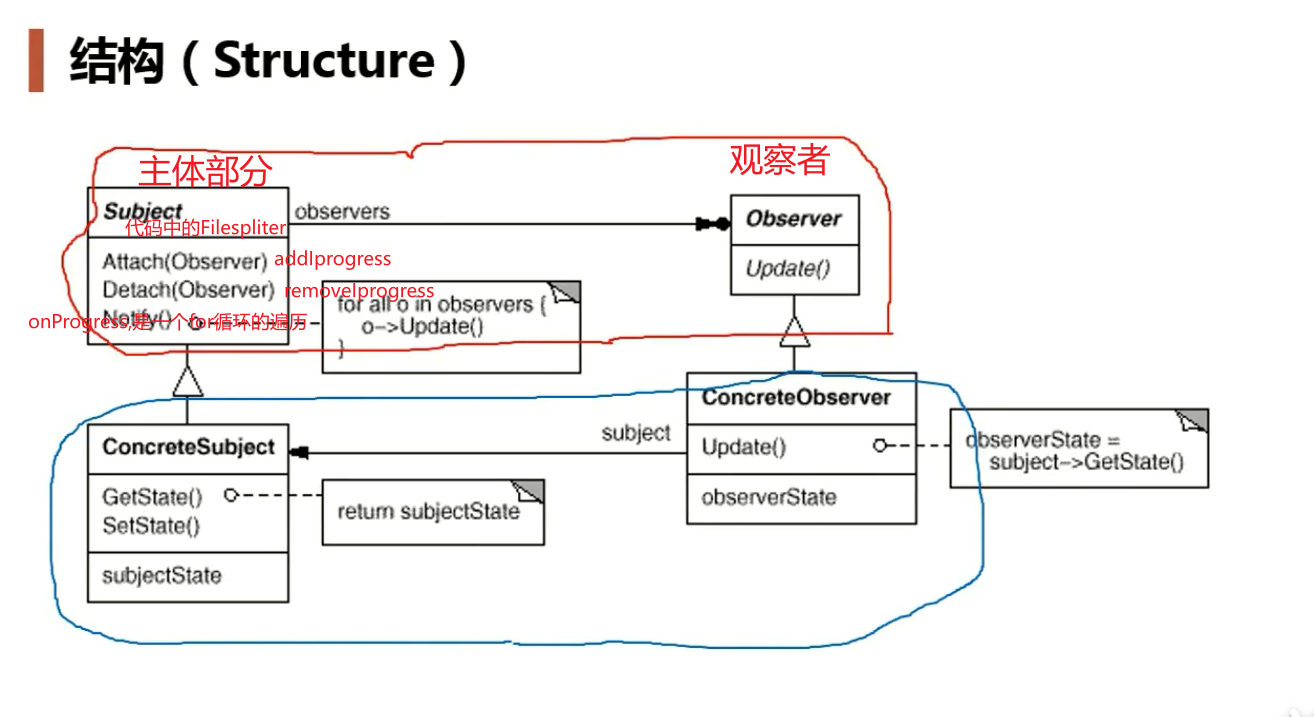 结构（Structure）
主体部分
观察者
Subject
代码中的Filespliter
observers
Observer
Attach(Observer)
addIprogress
Detach(Observer)
removeIprogress
Notify()
onProgress,是一个for循环的遍历
Update()
for all o in observers {
o->Update()
}
ConcreteSubject
GetState()
SetState()
subjectState
return subjectState
subject
ConcreteObserver
Update()
observerState
observerState =
subject->GetState()